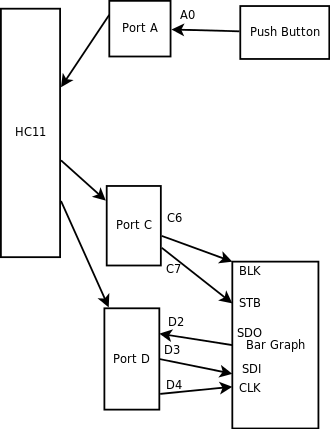 A0
Port A
Push Button
HC11
C6
Port C
C7
BLK
STB
D2
SDO
Bar Graph
D3
Port D
SDI
D4
CLK